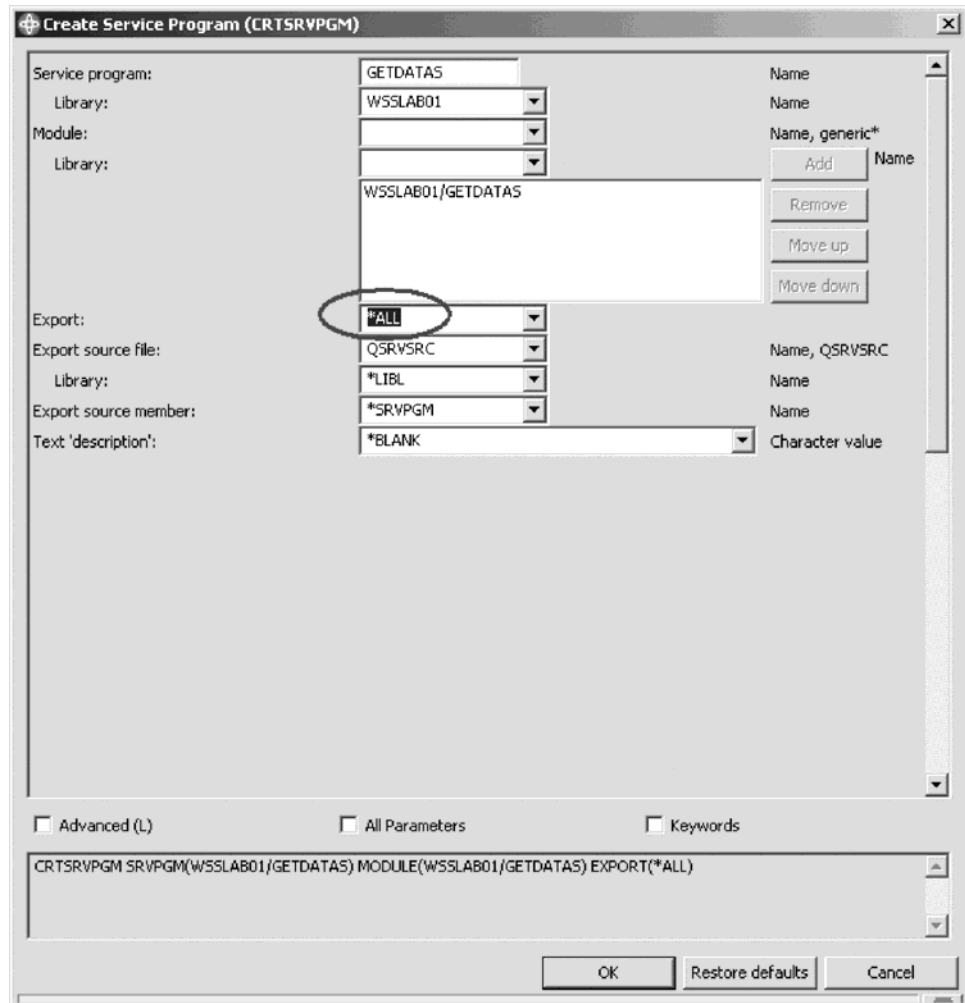 Create Service Program (CRTSRVPGM)
Service program: GETDATAS Name
Library: WSSLAB01 Name
Module: Name, generic*
Library: Add Name
WSSLAB01/GETDATAS
Remove
Move up
Move down
Export: *ALL
Export source file: QSRVSRC Name, QSRVSRC
Library: *LIBL Name
Export source member: *SRVPGM Name
Text 'description': *BLANK Character value
Advanced (L) All Parameters Keywords
CRTSRVPGM SRVPGM(WSSLAB01/GETDATAS) MODULE(WSSLAB01/GETDATAS) EXPORT(*ALL)
OK Restore defaults Cancel